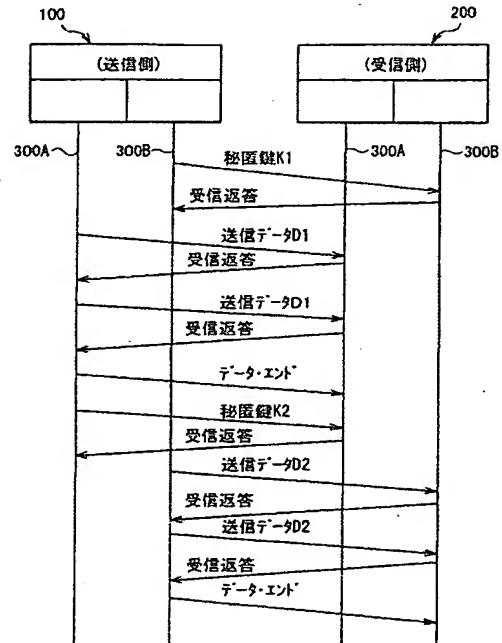 100
200
(送信側)
(受信側)
300A
300B
300A
300B
秘匿鍵K1
受信返答
送信データD1
受信返答
送信データD1
受信返答
データ・エンド
秘匿鍵K2
受信返答
送信データD2
受信返答
送信データD2
受信返答
データ・エンド